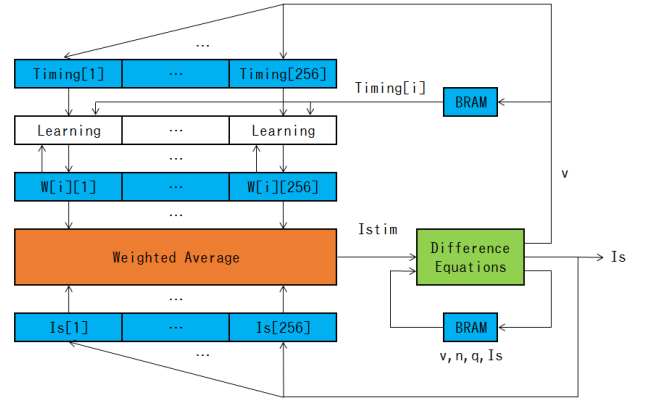 …
Timing[1] … Timing[256]
Timing[i]
BRAM
Learning … Learning
…
W[i][1] … W[i][256]
v
…
Istim
Weighted Average
Difference
Equations
Is
…
Is[1] … Is[256]
BRAM
…
v,n,q,Is